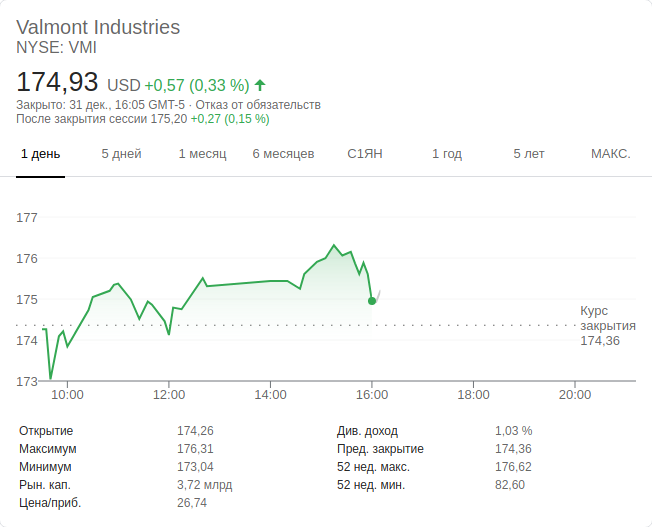 Valmont Industries
NYSE: VMI
174,93 USD +0,57 (0,33 %)
Закрыто: 31 дек., 16:05 GMT-5 · Отказ от обязательств
После закрытия сессии 175,20 +0,27 (0,15 %)
1 день 5 дней 1 месяц 6 месяцев С1ЯН 1 год 5 лет МАКС.
177
176
175
Курс
закрытия
174,36
174
173
10:00 12:00 14:00 16:00 18:00 20:00
Открытие 174,26 Див. доход 1,03 %
Максимум 176,31 Пред. закрытие 174,36
Минимум 173,04 52 нед. макс. 176,62
Рын. кап. 3,72 млрд 52 нед. мин. 82,60
Цена/приб. 26,74